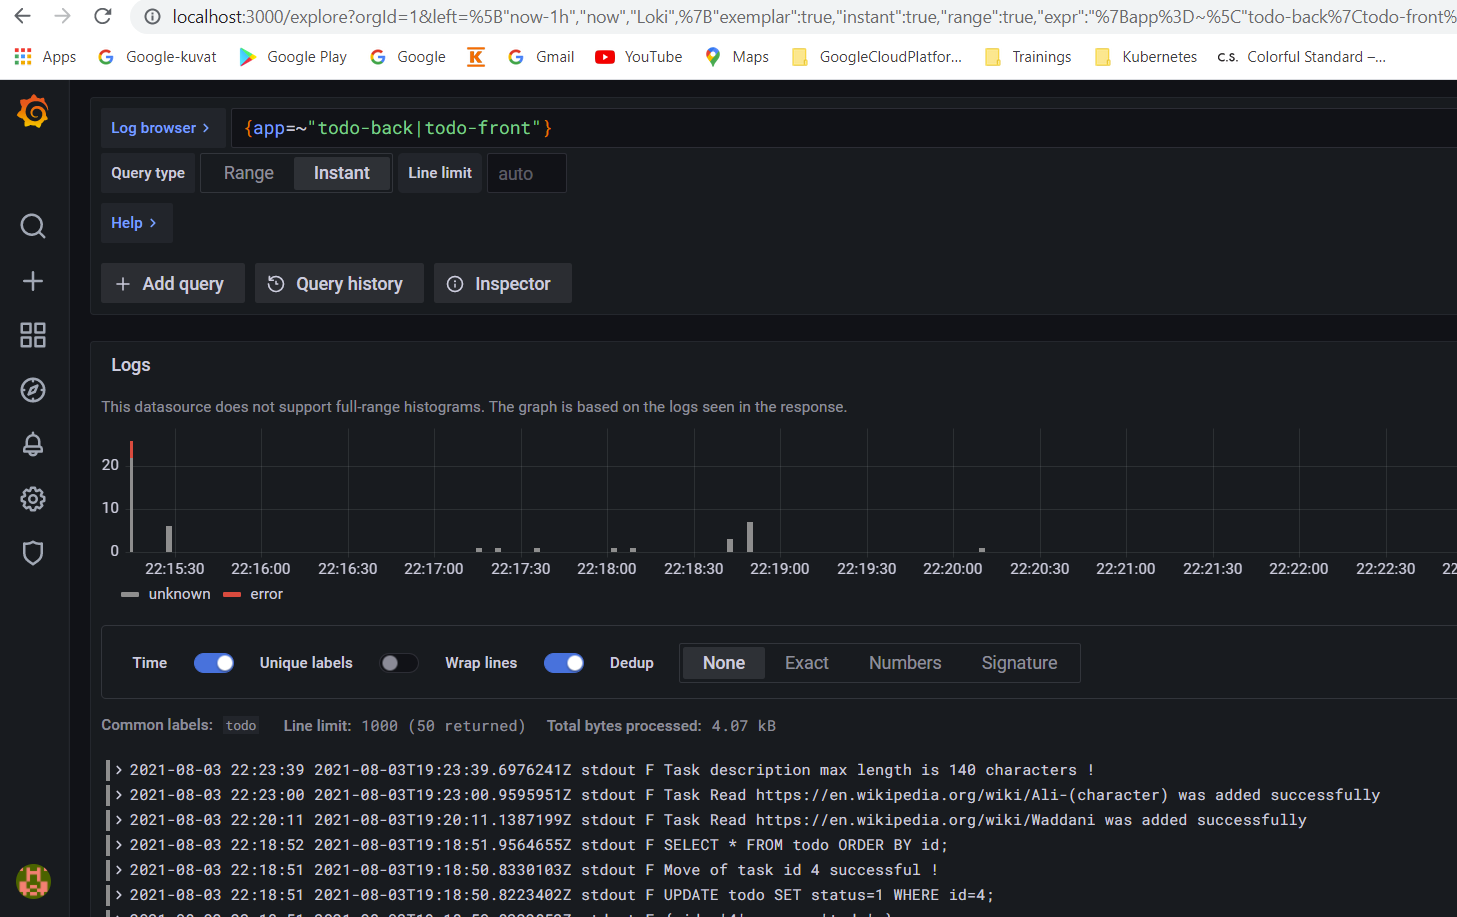 localhost:3000/explore?orgId=1&left=%5B"now-1h","now","Loki",%7B"exemplar":true,"instant":true,"range":true,"expr":"%7Bapp%3D~%5C"todo-back%7Ctodo-front%
Apps Google-kuvat Google Play Google K Gmail YouTube Maps GoogleCloudPlatfor... Trainings Kubernetes C.S. Colorful Standard –...
Log browser > {app=~"todo-back|todo-front"}
Query type Range Instant Line limit auto
Help >
+ Add query Query history Inspector
Logs
This datasource does not support full-range histograms. The graph is based on the logs seen in the response.
20
10
0
22:15:30 22:16:00 22:16:30 22:17:00 22:17:30 22:18:00 22:18:30 22:19:00 22:19:30 22:20:00 22:20:30 22:21:00 22:21:30 22:22:00 22:22:30 22
unknown error
Time Unique labels Wrap lines Dedup None Exact Numbers Signature
Common labels: todo Line limit: 1000 (50 returned) Total bytes processed: 4.07 kB
> 2021-08-03 22:23:39 2021-08-03T19:23:39.6976241Z stdout F Task description max length is 140 characters !
> 2021-08-03 22:23:00 2021-08-03T19:23:00.9595951Z stdout F Task Read https://en.wikipedia.org/wiki/Ali-(character) was added successfully
> 2021-08-03 22:20:11 2021-08-03T19:20:11.1387199Z stdout F Task Read https://en.wikipedia.org/wiki/Waddani was added successfully
> 2021-08-03 22:18:52 2021-08-03T19:18:51.9564655Z stdout F SELECT * FROM todo ORDER BY id;
> 2021-08-03 22:18:51 2021-08-03T19:18:50.8330103Z stdout F Move of task id 4 successful !
> 2021-08-03 22:18:51 2021-08-03T19:18:50.8223402Z stdout F UPDATE todo SET status=1 WHERE id=4;